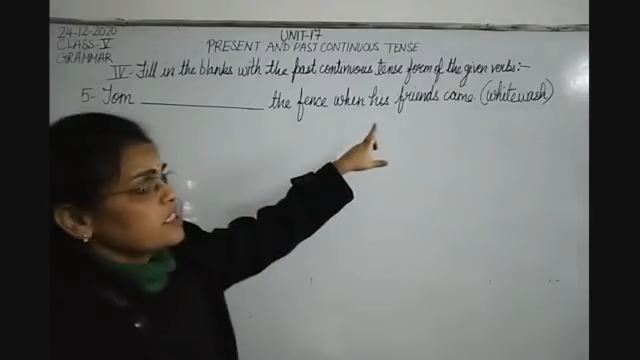 24-12-2020
CLASS-V
GRAMMAR
UNIT-17
PRESENT AND PAST CONTINUOUS TENSE
IV- Fill in the blanks with the past continuous tense form of the given verbs:-
5- Tom ______________ the fence when his friends came. (whitewash)